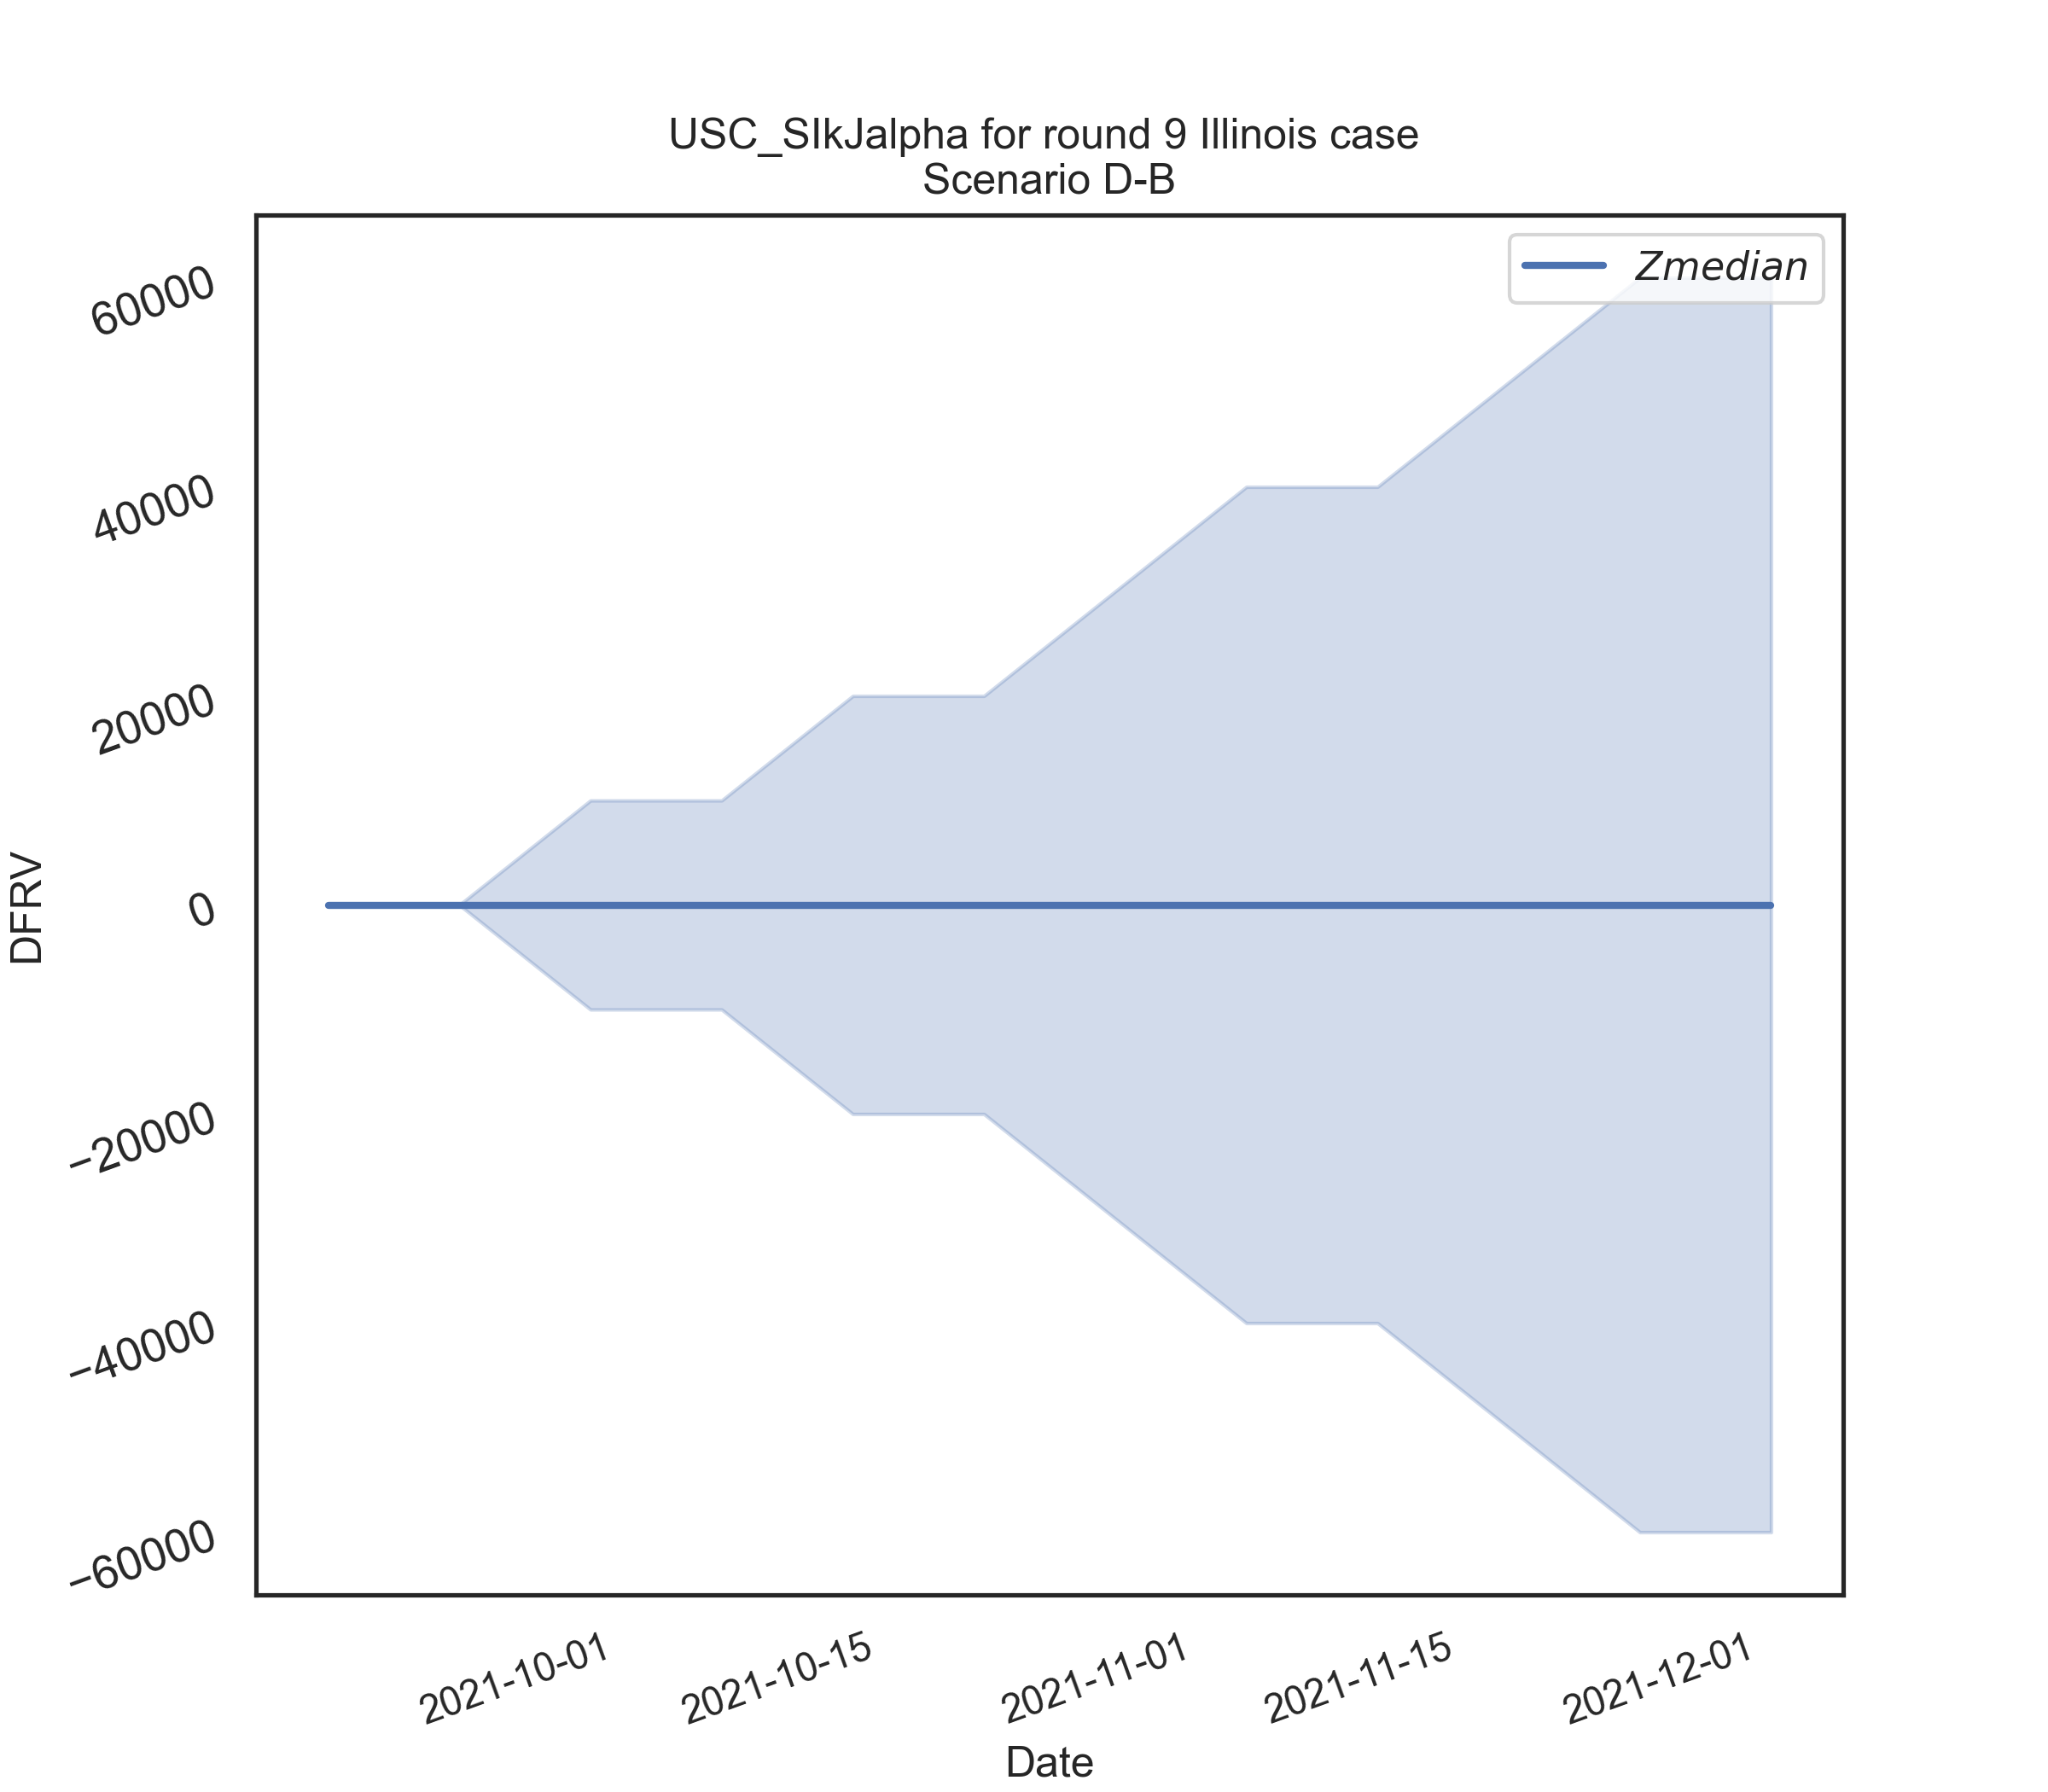 USC_SIkJalpha for round 9 Illinois case
Scenario D-B
Zmedian
60000
40000
20000
0
−20000
−40000
−60000
DFRV
2021-10-01
2021-10-15
2021-11-01
2021-11-15
2021-12-01
Date